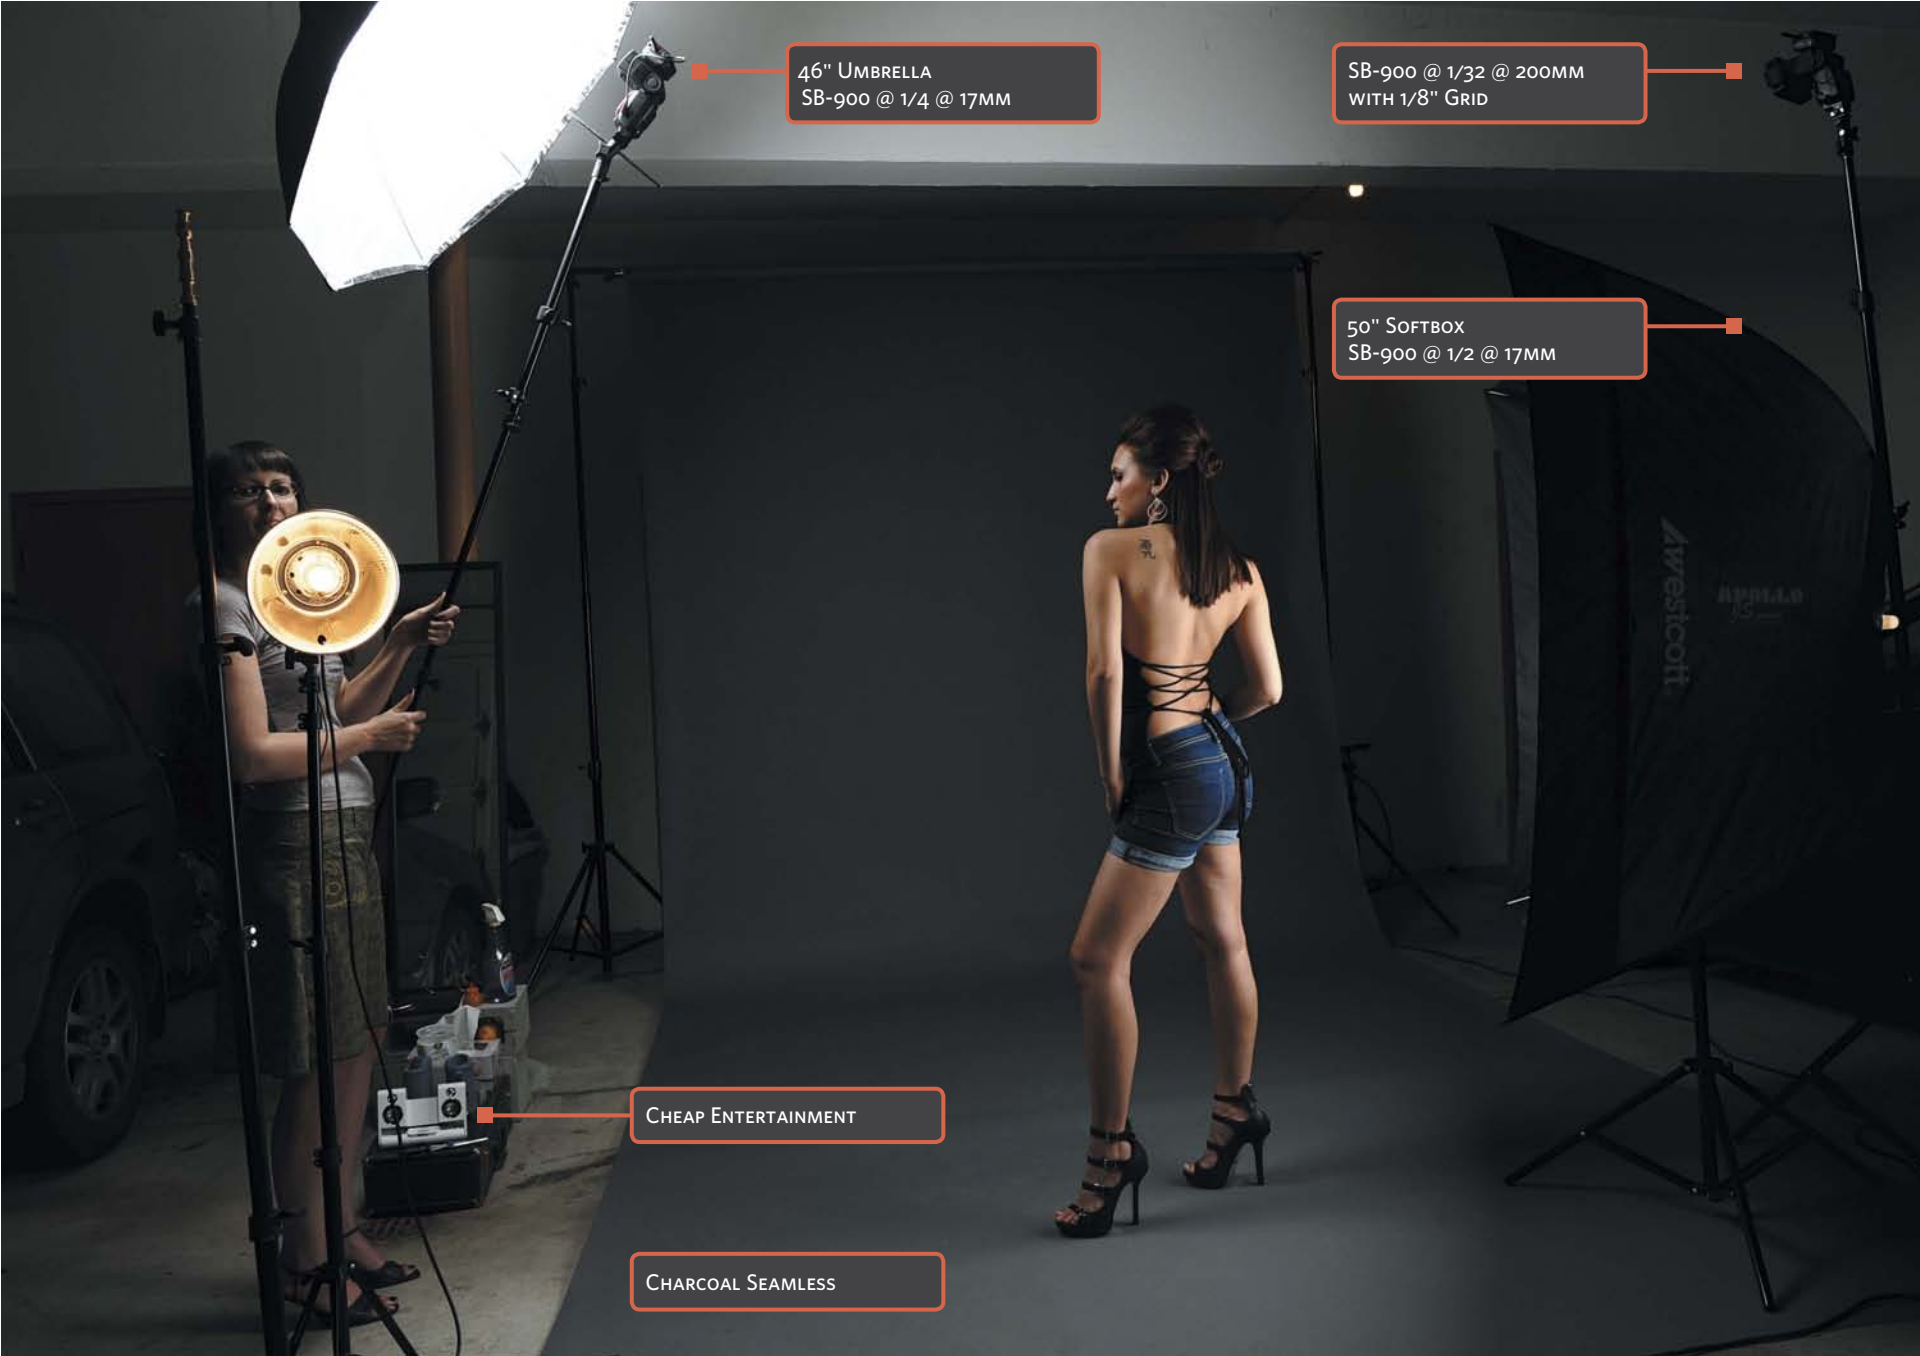 46" Umbrella
SB-900 @ 1/4 @ 17mm
SB-900 @ 1/32 @ 200mm
with 1/8" Grid
50" Softbox
SB-900 @ 1/2 @ 17mm
Westcott
APOLLO
Cheap Entertainment
Charcoal Seamless